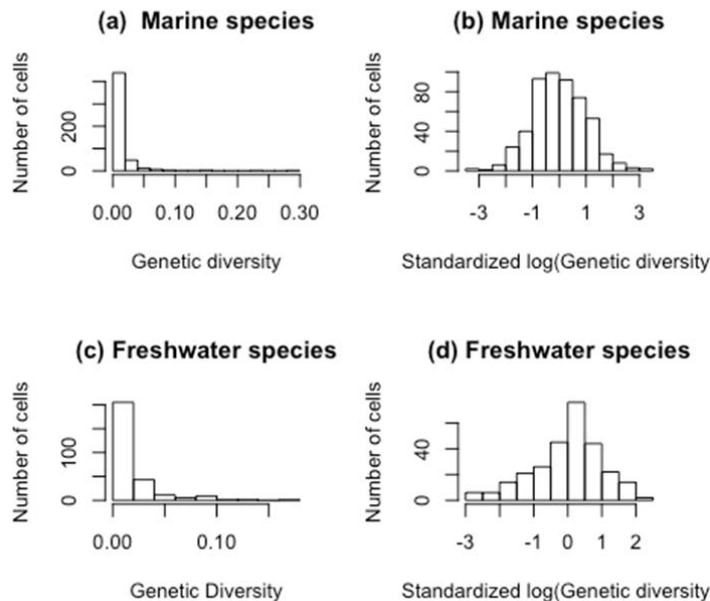 (a) Marine species
Number of cells
200
0
0.00 0.10 0.20 0.30
Genetic diversity
(b) Marine species
Number of cells
80
40
0
-3 -1 1 3
Standardized log(Genetic diversity
(c) Freshwater species
Number of cells
100
0
0.00 0.10
Genetic Diversity
(d) Freshwater species
Number of cells
40
0
-3 -1 0 1 2
Standardized log(Genetic diversity